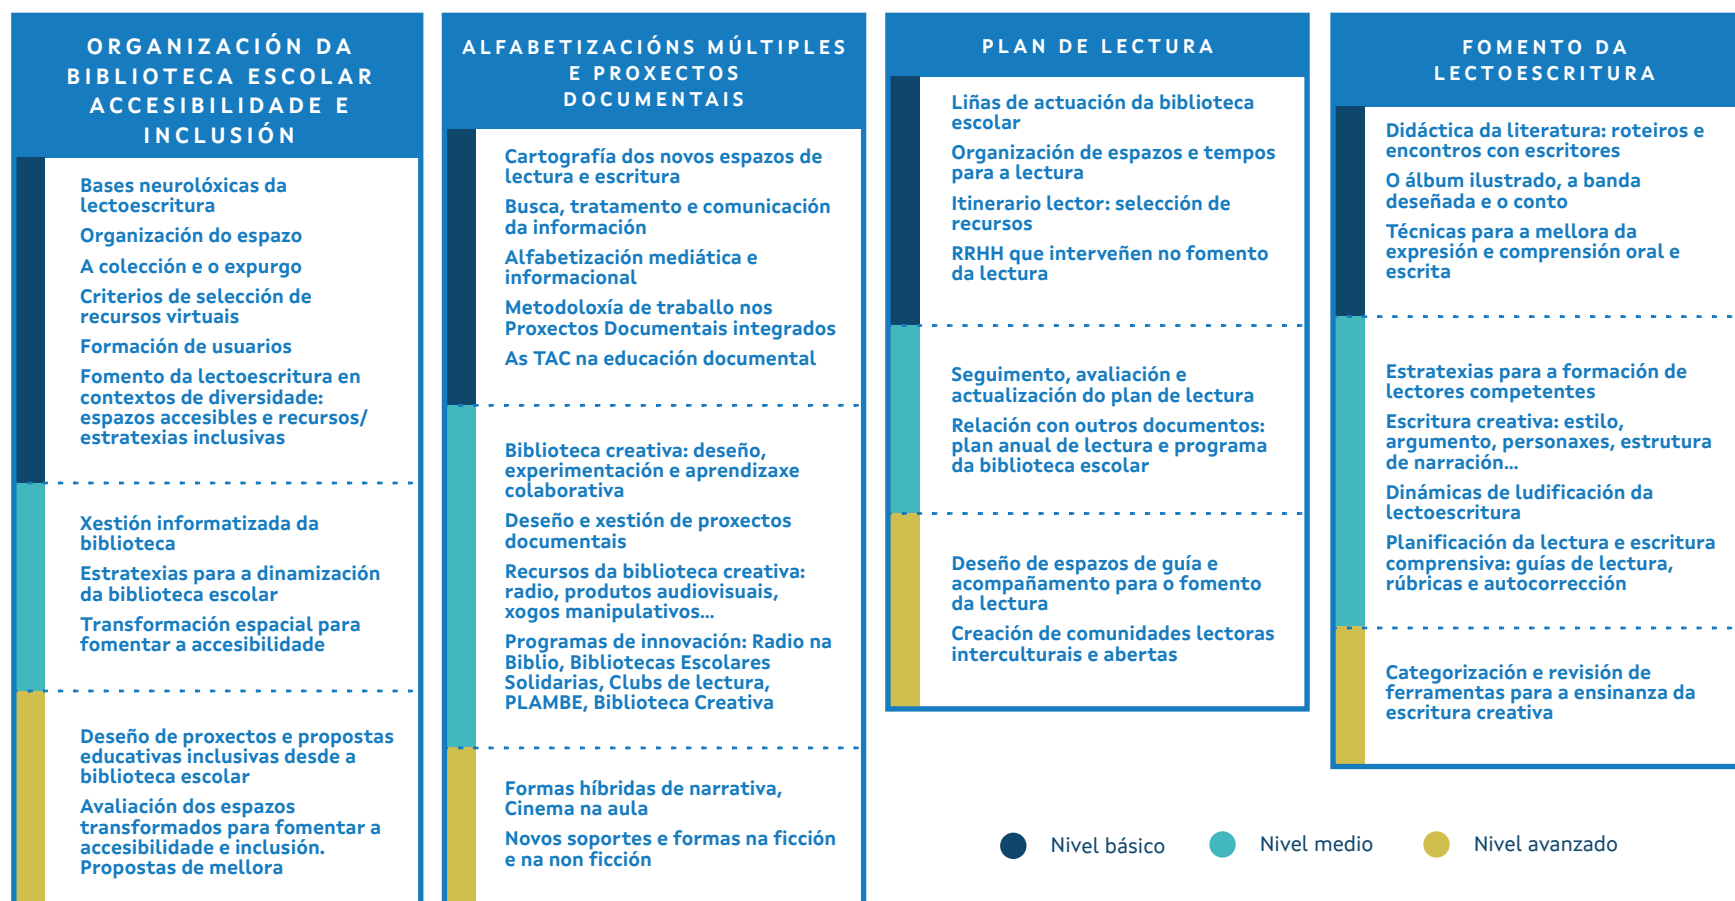 ORGANIZACIÓN DA
BIBLIOTECA ESCOLAR
ACCESIBILIDADE E
INCLUSIÓN
Bases neurolóxicas da
lectoescritura
Organización do espazo
A colección e o expurgo
Criterios de selección de
recursos virtuais
Formación de usuarios
Fomento da lectoescritura en
contextos de diversidade:
espazos accesibles e recursos/
estratexias inclusivas
Xestión informatizada da
biblioteca
Estratexias para a dinamización
da biblioteca escolar
Transformación espacial para
fomentar a accesibilidade
Deseño de proxectos e propostas
educativas inclusivas desde a
biblioteca escolar
Avaliación dos espazos
transformados para fomentar a
accesibilidade e inclusión.
Propostas de mellora
ALFABETIZACIÓNS MÚLTIPLES
E PROXECTOS
DOCUMENTAIS
Cartografía dos novos espazos de
lectura e escritura
Busca, tratamento e comunicación
da información
Alfabetización mediática e
informacional
Metodoloxía de traballo nos
Proxectos Documentais integrados
As TAC na educación documental
Biblioteca creativa: deseño,
experimentación e aprendizaxe
colaborativa
Deseño e xestión de proxectos
documentais
Recursos da biblioteca creativa:
radio, produtos audiovisuais,
xogos manipulativos...
Programas de innovación: Radio na
Biblio, Bibliotecas Escolares
Solidarias, Clubs de lectura,
PLAMBE, Biblioteca Creativa
Formas híbridas de narrativa,
Cinema na aula
Novos soportes e formas na ficción
e na non ficción
PLAN DE LECTURA
Liñas de actuación da biblioteca
escolar
Organización de espazos e tempos
para a lectura
Itinerario lector: selección de
recursos
RRHH que interveñen no fomento
da lectura
Seguimento, avaliación e
actualización do plan de lectura
Relación con outros documentos:
plan anual de lectura e programa
da biblioteca escolar
Deseño de espazos de guía e
acompañamento para o fomento
da lectura
Creación de comunidades lectoras
interculturais e abertas
FOMENTO DA
LECTOESCRITURA
Didáctica da literatura: roteiros e
encontros con escritores
O álbum ilustrado, a banda
deseñada e o conto
Técnicas para a mellora da
expresión e comprensión oral e
escrita
Estratexias para a formación de
lectores competentes
Escritura creativa: estilo,
argumento, personaxes, estrutura
de narración...
Dinámicas de ludificación da
lectoescritura
Planificación da lectura e escritura
comprensiva: guías de lectura,
rúbricas e autocorrección
Categorización e revisión de
ferramentas para a ensinanza da
escritura creativa
Nivel básico
Nivel medio
Nivel avanzado